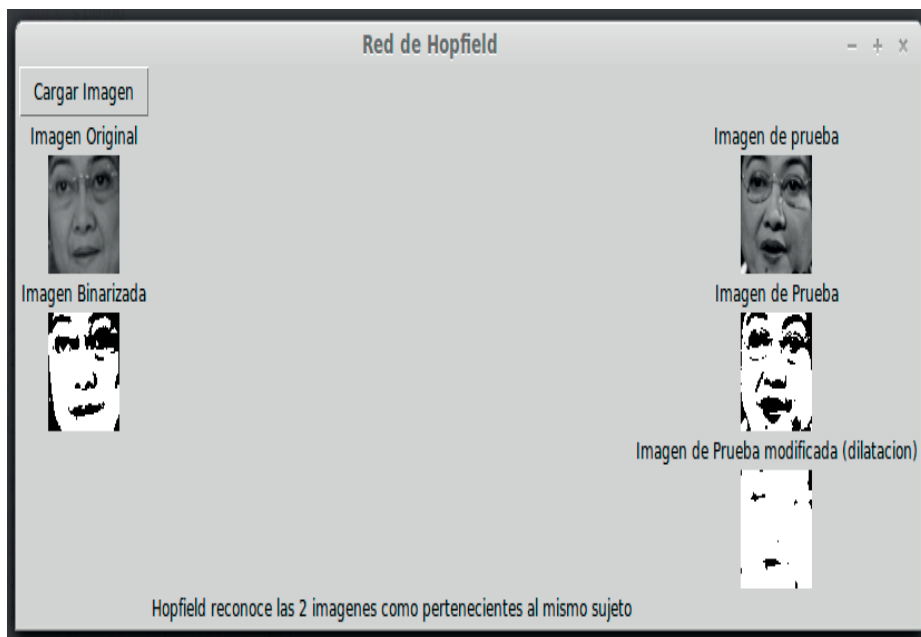 Red de Hopfield
Cargar Imagen
Imagen Original
Imagen de prueba
Imagen Binarizada
Imagen de Prueba
Imagen de Prueba modificada (dilatacion)
Hopfield reconoce las 2 imagenes como pertenecientes al mismo sujeto